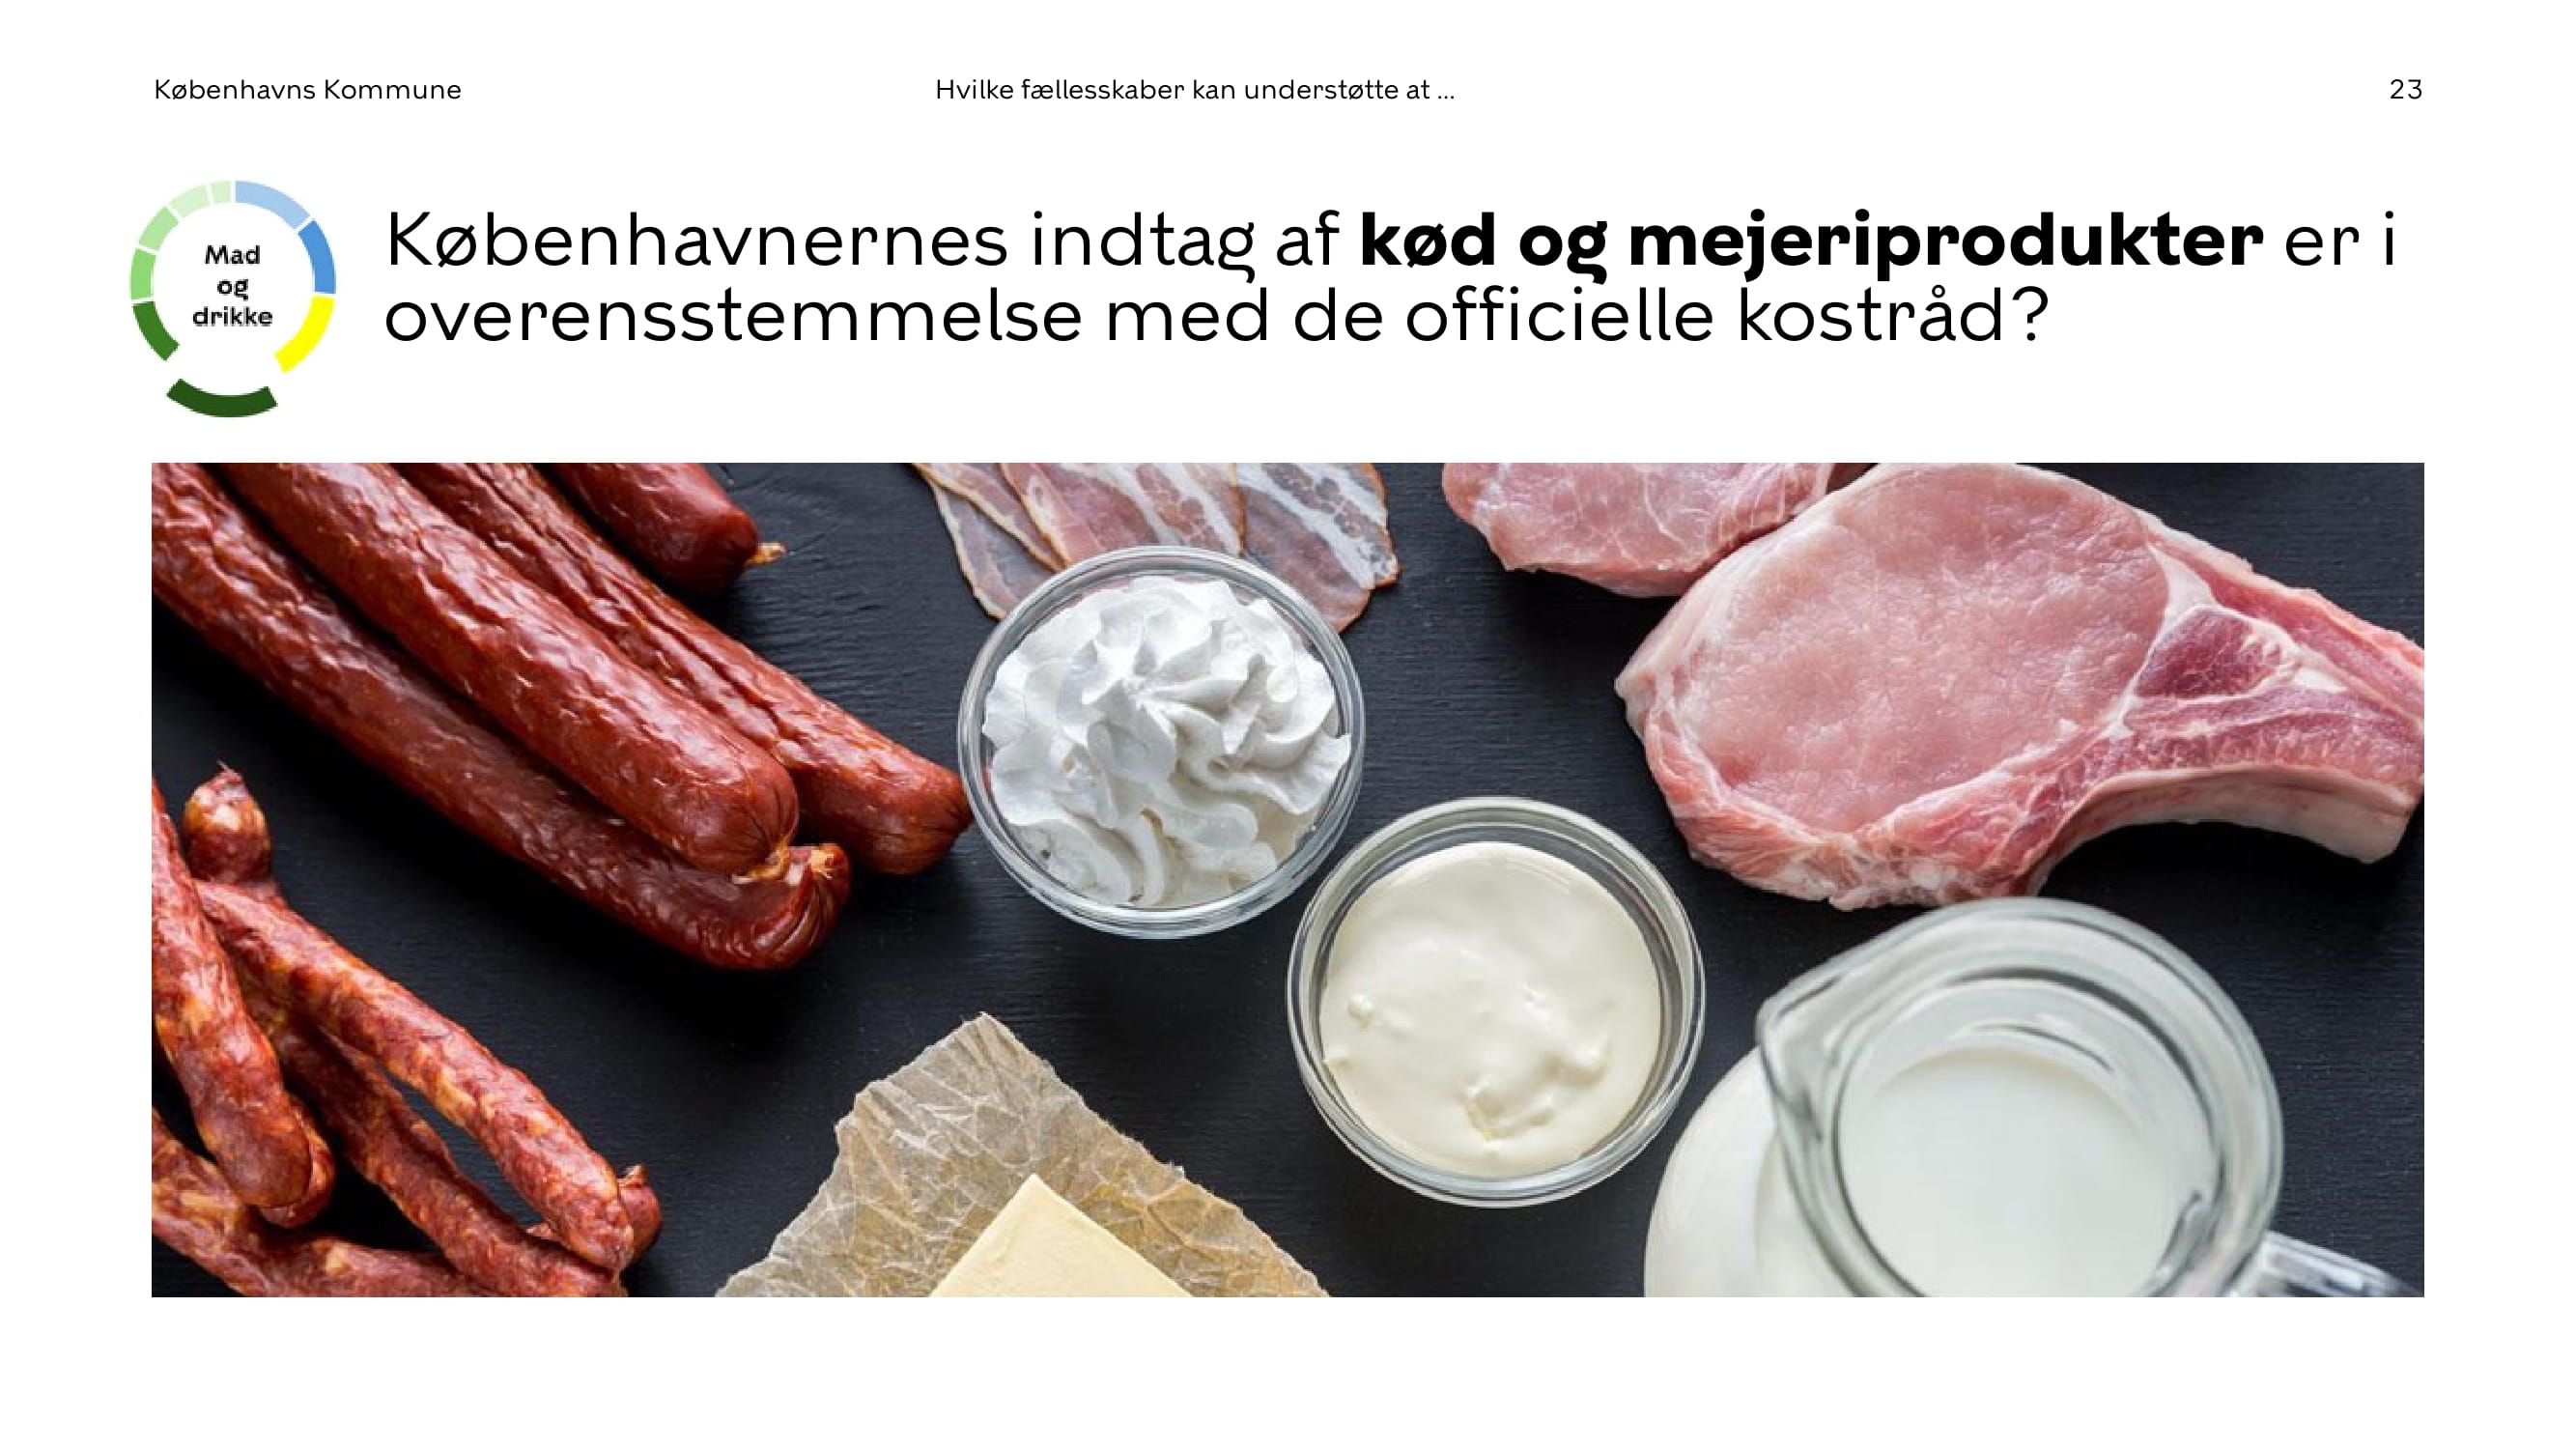 Københavns Kommune
Hvilke fællesskaber kan understøtte at ...
23
Mad
og
drikke
Københavnernes indtag af kød og mejeriprodukter er i
overensstemmelse med de officielle kostråd?